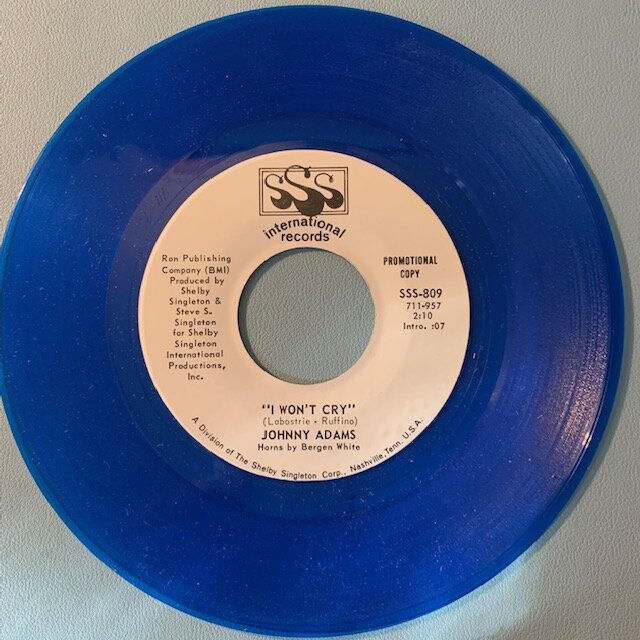 SSS
international
records
Ron Publishing
Company (BMI)
Produced by
Shelby
Singleton &
Steve S.
Singleton
for Shelby
Singleton
International
Productions,
Inc.
PROMOTIONAL
COPY
SSS-809
711-957
2:10
Intro. :07
"I WON'T CRY"
(Labostrie - Ruffino)
JOHNNY ADAMS
Horns by Bergen White
A Division of The Shelby Singleton Corp., Nashville, Tenn, U.S.A.